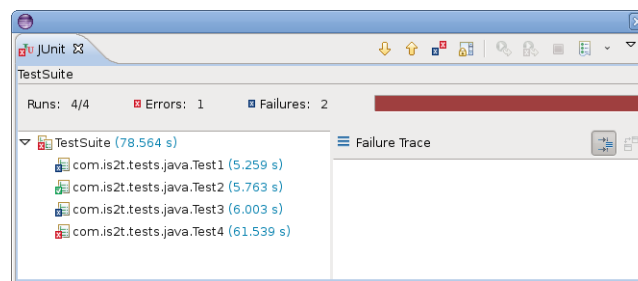 JUnit
TestSuite
Runs: 4/4 Errors: 1 Failures: 2
TestSuite (78.564 s)
Failure Trace
com.is2t.tests.java.Test1 (5.259 s)
com.is2t.tests.java.Test2 (5.763 s)
com.is2t.tests.java.Test3 (6.003 s)
com.is2t.tests.java.Test4 (61.539 s)